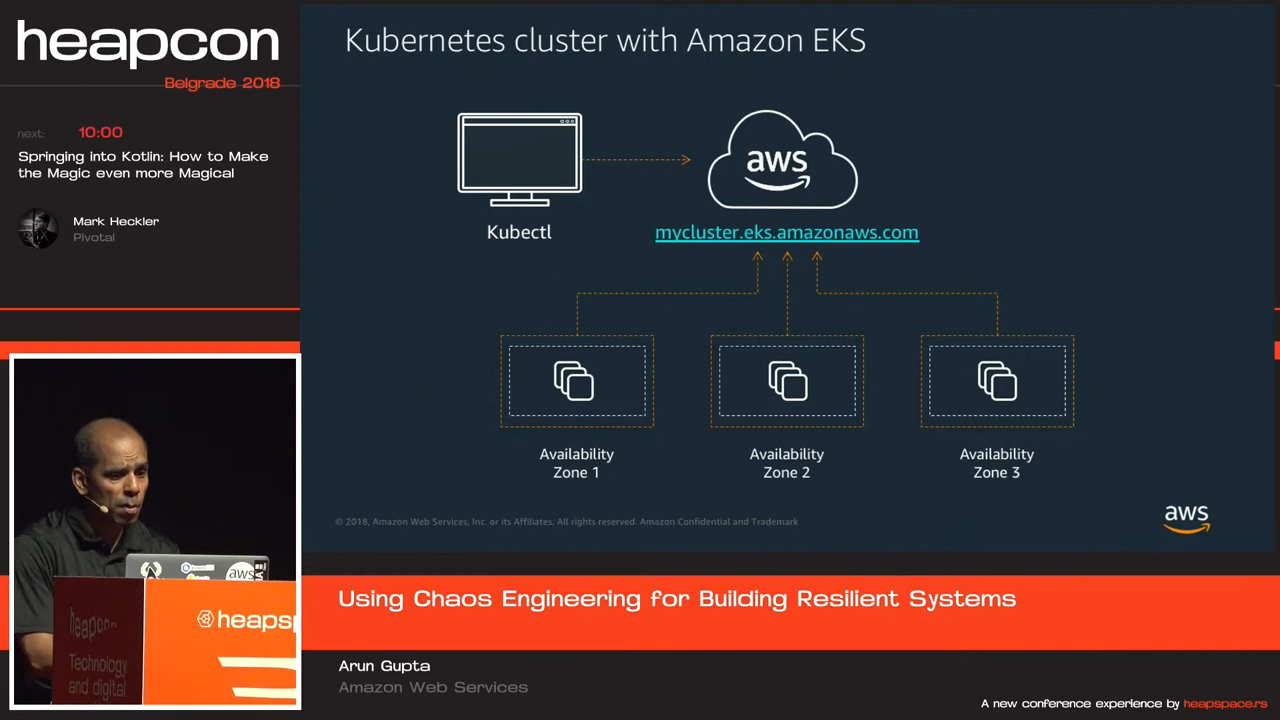 heapcon
Belgrade 2018
next: 10:00
Springing into Kotlin: How to Make
the Magic even more Magical
Mark Heckler
Pivotal
Kubernetes cluster with Amazon EKS
aws
Kubectl
mycluster.eks.amazonaws.com
Availability
Zone 1
Availability
Zone 2
Availability
Zone 3
© 2018, Amazon Web Services, Inc. or its Affiliates. All rights reserved. Amazon Confidential and Trademark
aws
aws
heapcon
Technology
and digital
heaps
Using Chaos Engineering for Building Resilient Systems
Arun Gupta
Amazon Web Services
A new conference experience by heapspace.rs